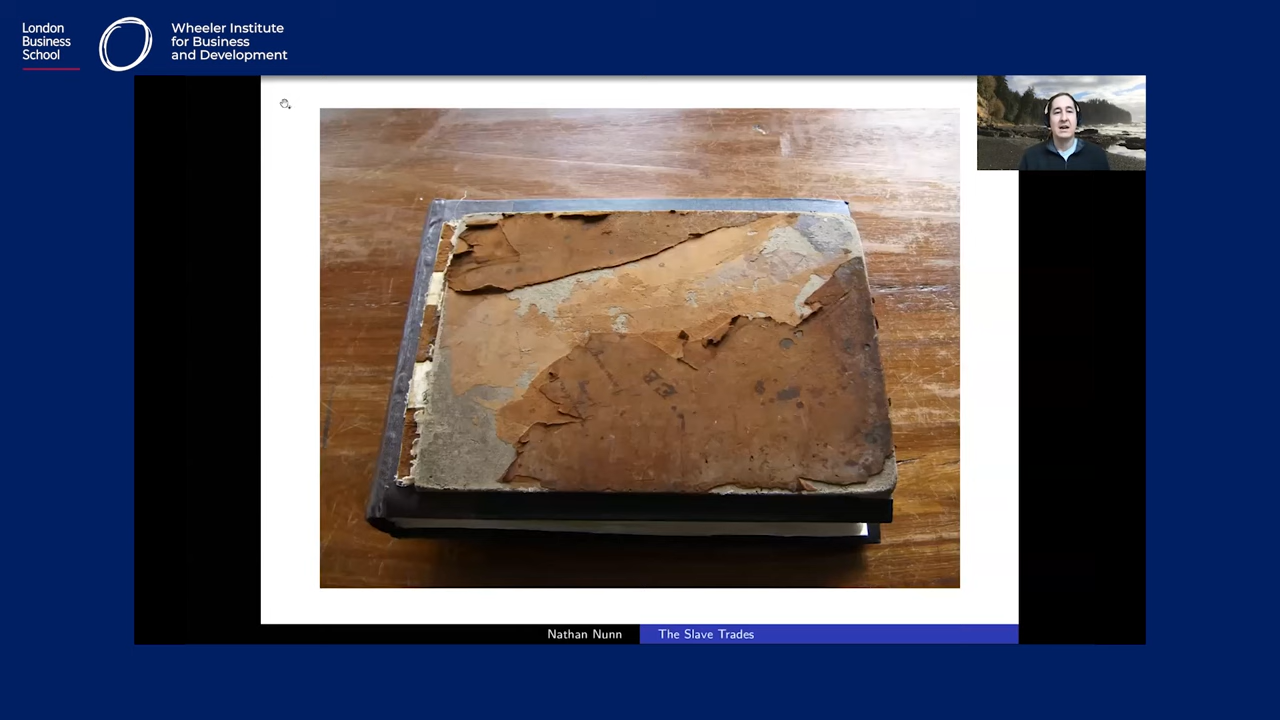 London
Business
School
Wheeler Institute
for Business
and Development
Nathan Nunn
The Slave Trades